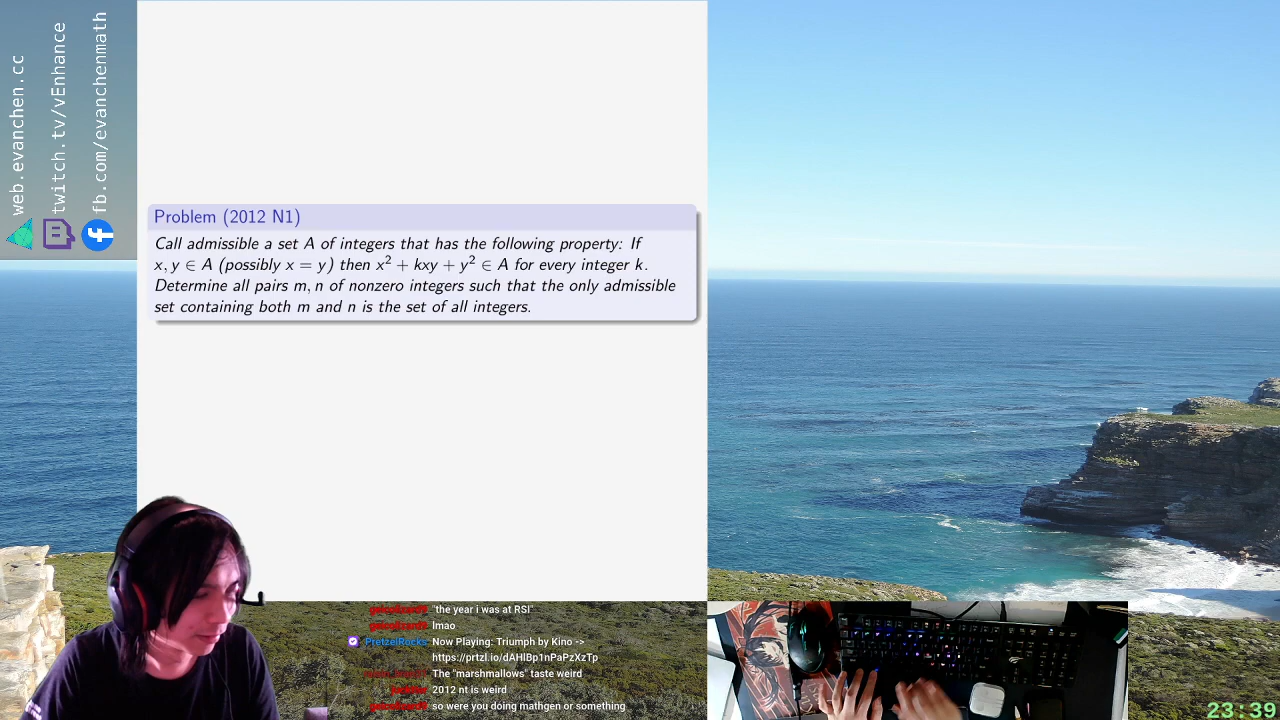 web.evanchen.cc
twitch.tv/vEnhance
fb.com/evanchenmath
Problem (2012 N1)
Call admissible a set A of integers that has the following property: If
x, y ∈ A (possibly x = y) then x² + kxy + y² ∈ A for every integer k.
Determine all pairs m, n of nonzero integers such that the only admissible
set containing both m and n is the set of all integers.
"the year i was at RSI"
lmao
PretzelRocks: Now Playing: Triumph by Kino ->
https://prtzl.io/dAHlBp1nPaPzXzTp
The "marshmallows" taste weird
2012 nt is weird
so were you doing mathgen or something
23:39